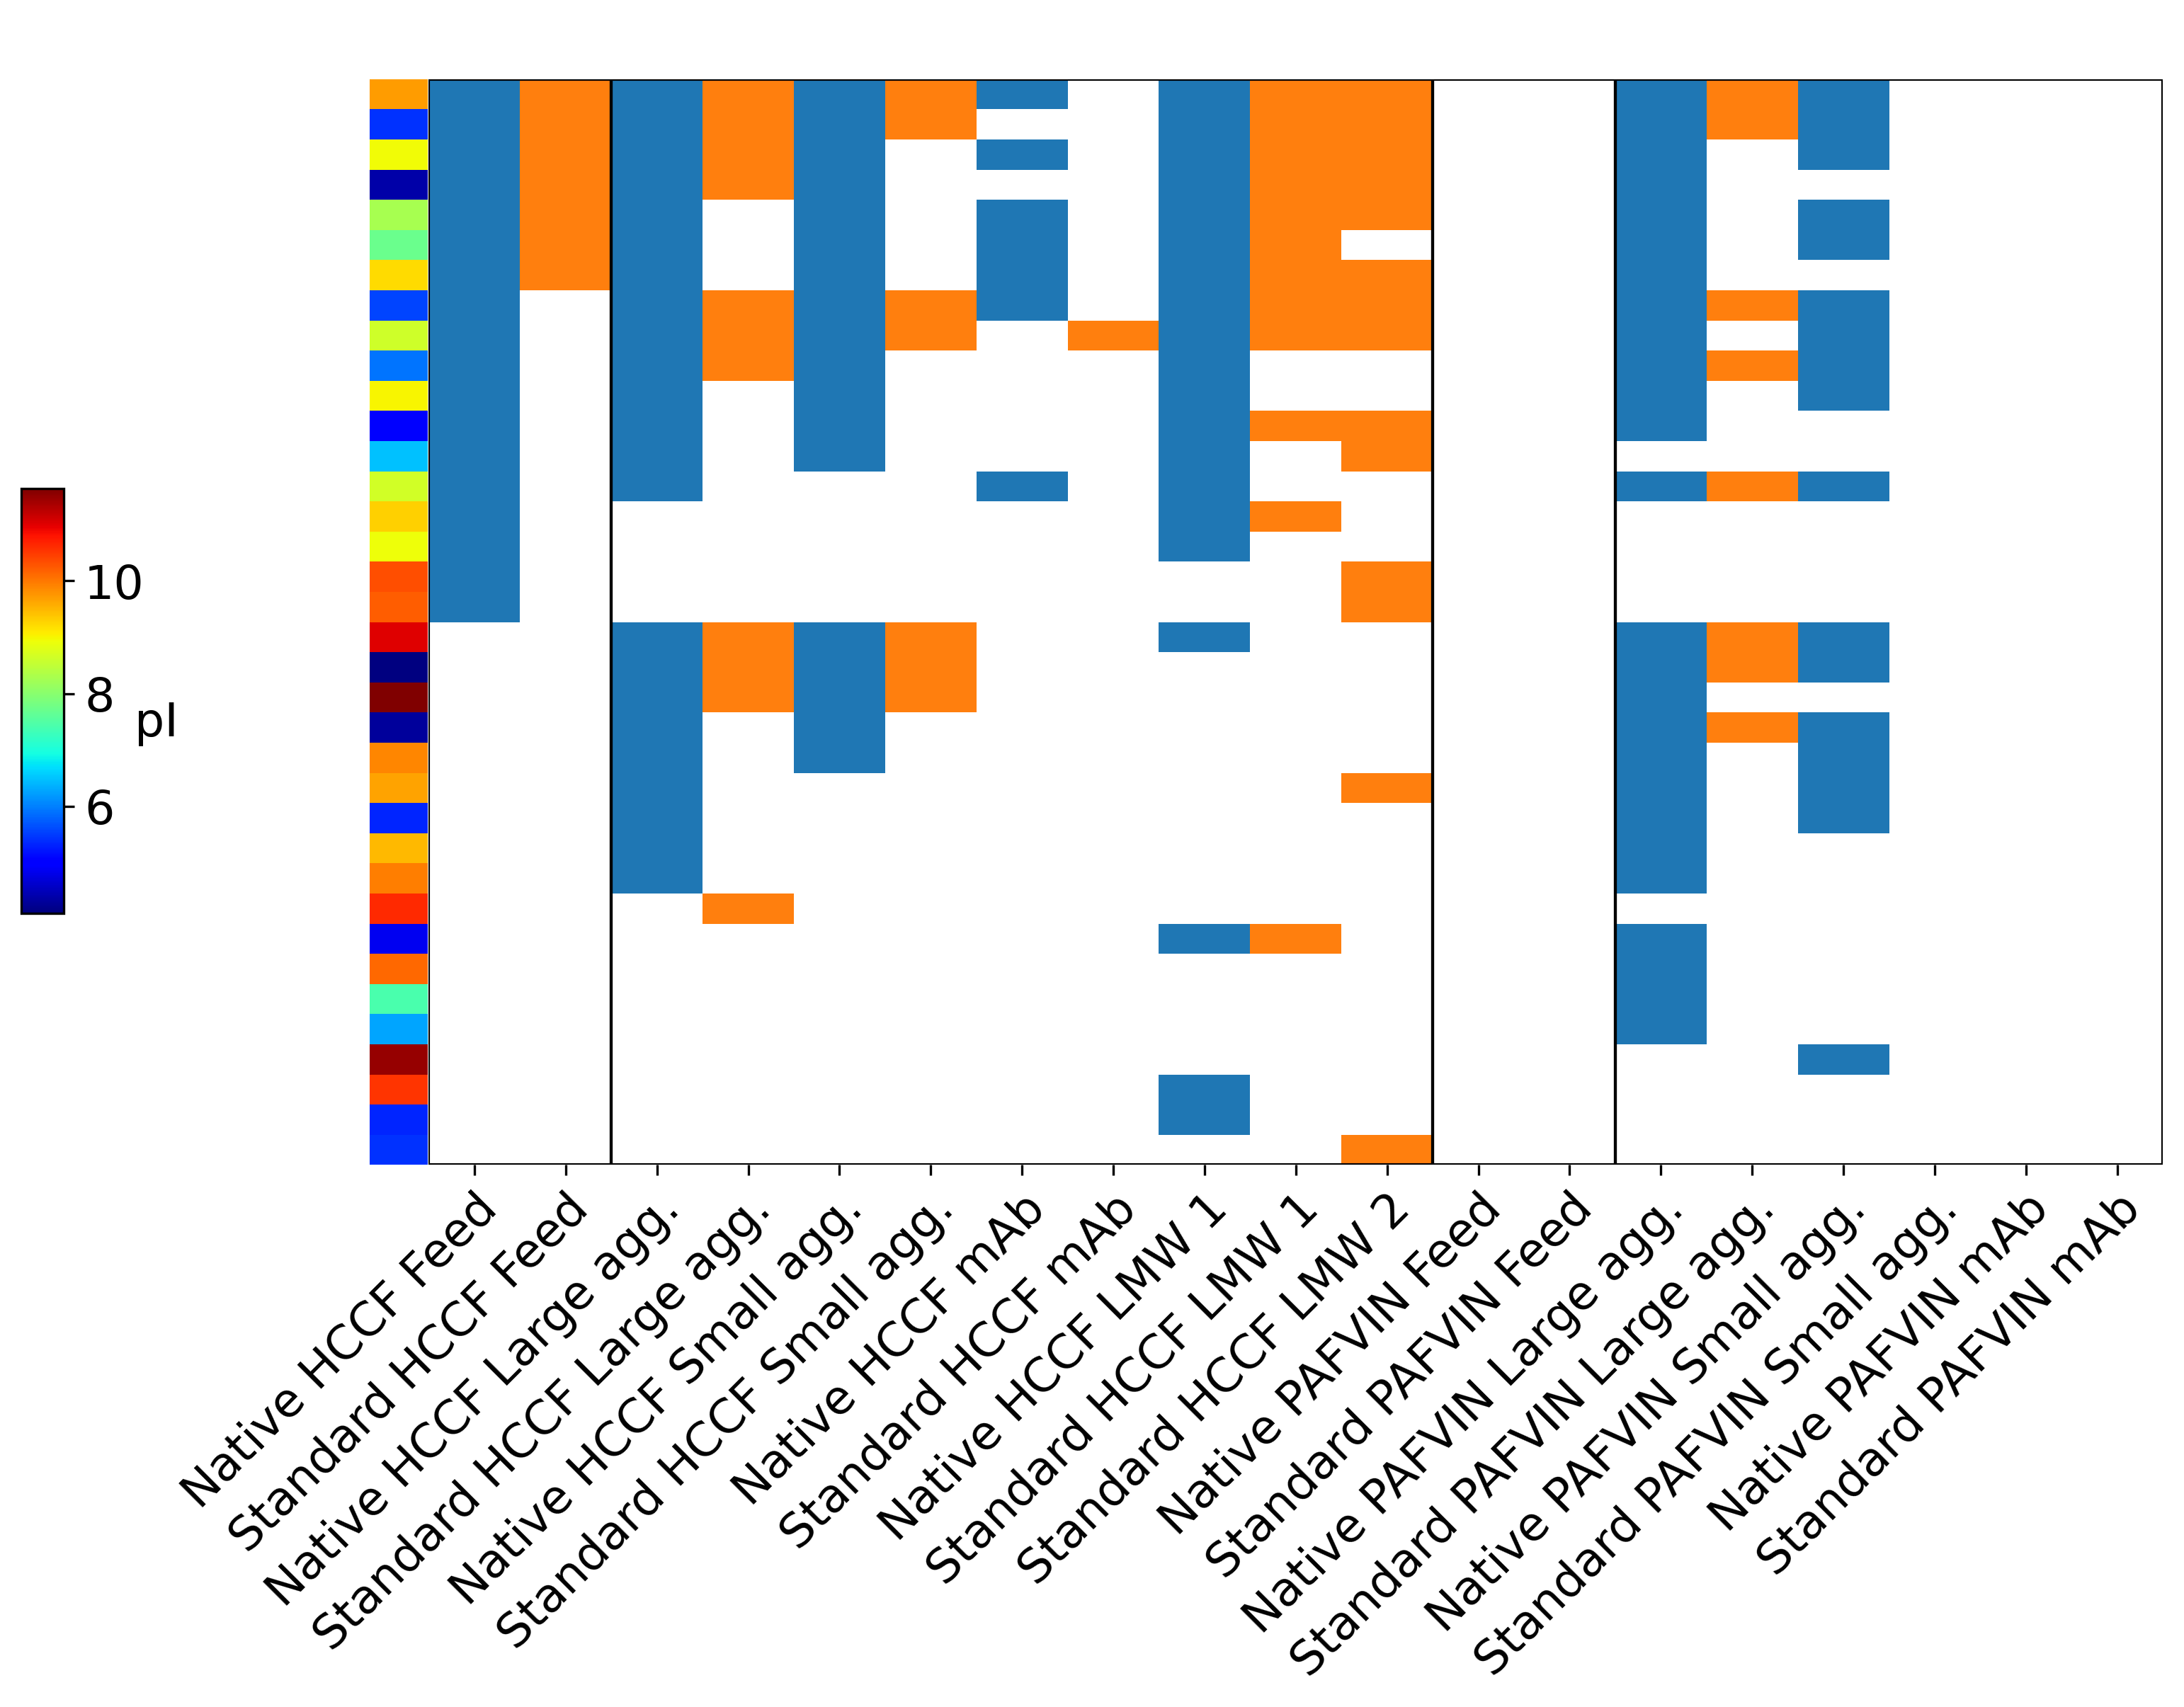 10
8
6
pI
Native HCCF Feed
Standard HCCF Feed
Native HCCF Large agg.
Standard HCCF Large agg.
Native HCCF Small agg.
Standard HCCF Small agg.
Native HCCF mAb
Standard HCCF mAb
Native HCCF LMW 1
Standard HCCF LMW 1
Standard HCCF LMW 2
Native PAFVIN Feed
Standard PAFVIN Feed
Native PAFVIN Large agg.
Standard PAFVIN Large agg.
Native PAFVIN Small agg.
Standard PAFVIN Small agg.
Native PAFVIN mAb
Standard PAFVIN mAb